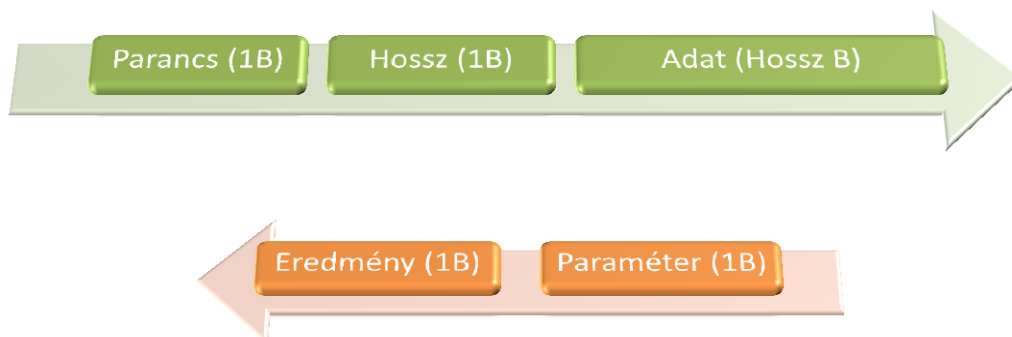 Parancs (1B) Hossz (1B) Adat (Hossz B)
Eredmény (1B) Paraméter (1B)